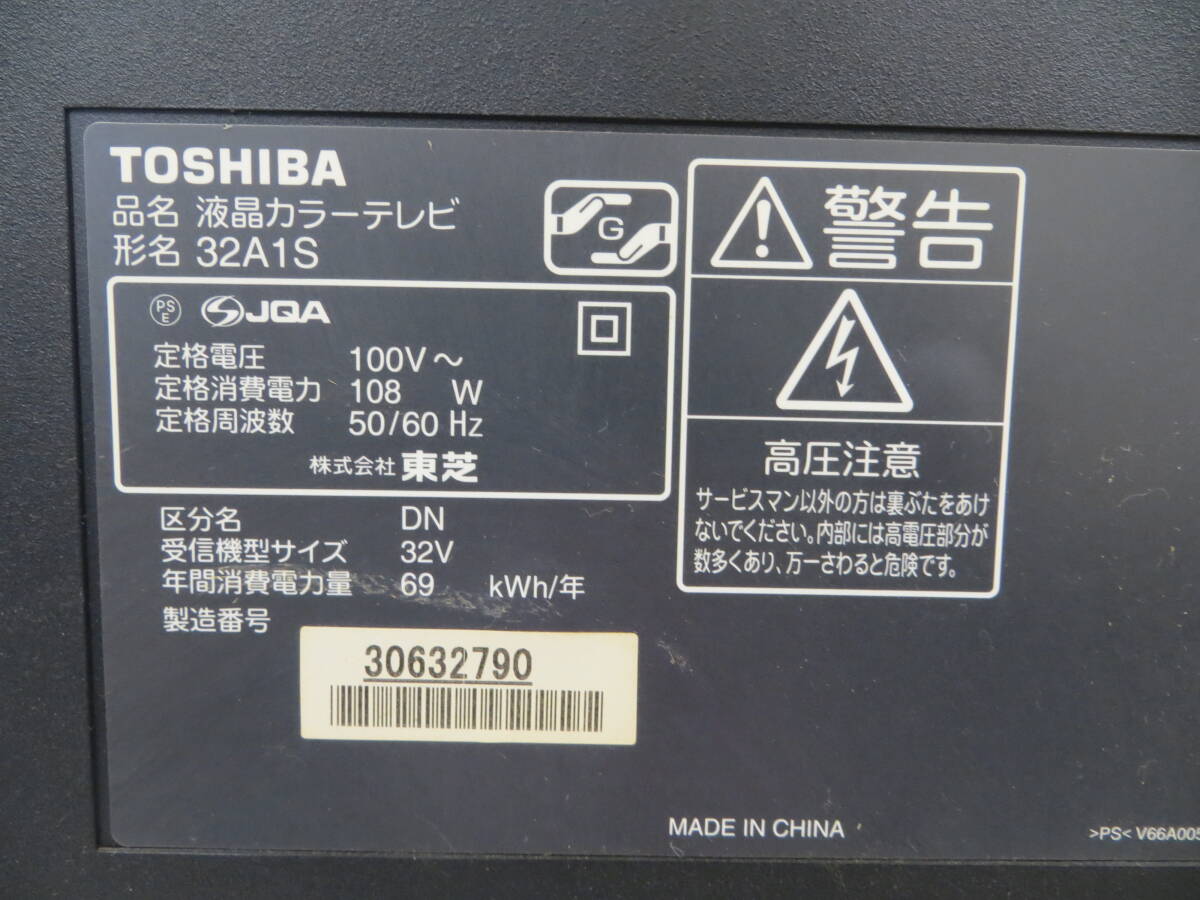 TOSHIBA
品名 液晶カラーテレビ
形名 32A1S
G
PS
E
JQA
定格電圧 100V～
定格消費電力 108 W
定格周波数 50/60 Hz
株式会社 東芝
区分名 DN
受信機型サイズ 32V
年間消費電力量 69 kWh/年
製造番号
30632790
警告
高圧注意
サービスマン以外の方は裏ぶたをあけ
ないでください。内部には高電圧部分が
数多くあり、万一さわると危険です。
MADE IN CHINA
>PS< V66A005